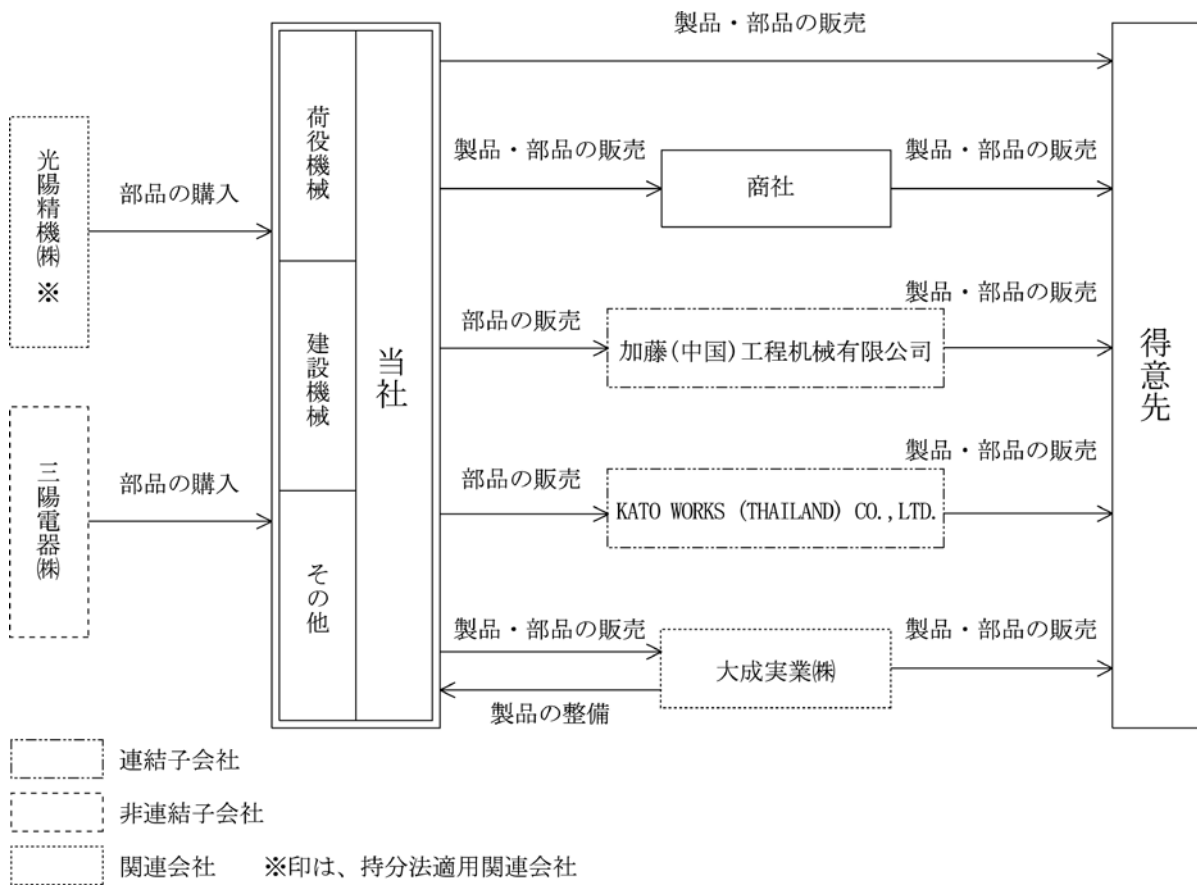 製品・部品の販売
光陽精機㈱ ※
部品の購入
三陽電器㈱
部品の購入
荷役機械
建設機械
その他
当社
製品・部品の販売
商社
製品・部品の販売
部品の販売
加藤(中国)工程机械有限公司
製品・部品の販売
部品の販売
KATO WORKS (THAILAND) CO.,LTD.
製品・部品の販売
製品・部品の販売
大成実業㈱
製品・部品の販売
製品の整備
得意先
連結子会社
非連結子会社
関連会社 ※印は、持分法適用関連会社